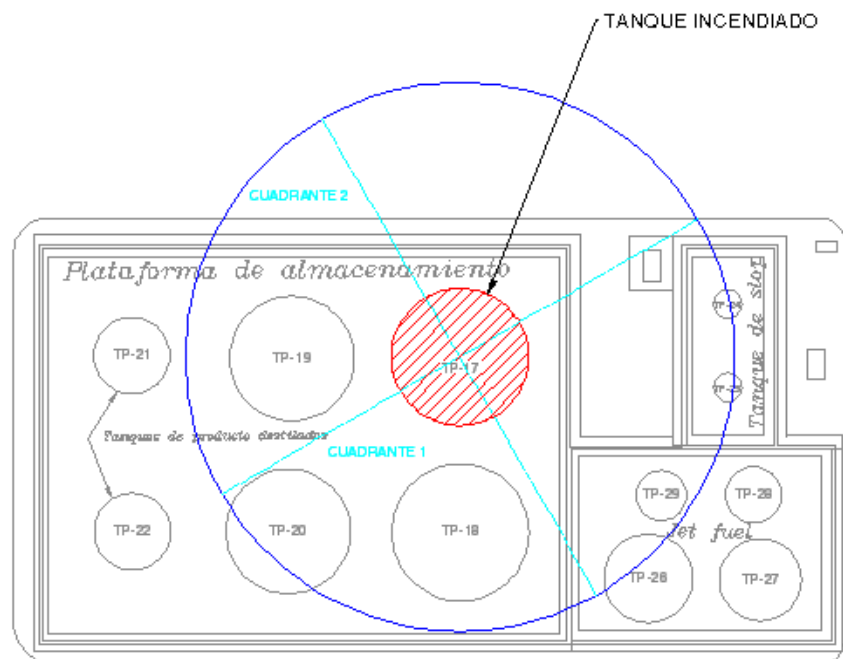 TANQUE INCENDIADO
CUADRANTE 2
Plataforma de almacenamiento
Tanque de slop
TP-24
TP-21
TP-19
TP-17
Tanques de producto destilados
CUADRANTE 1
TP-29
TP-28
Jet fuel
TP-22
TP-20
TP-18
TP-26
TP-27